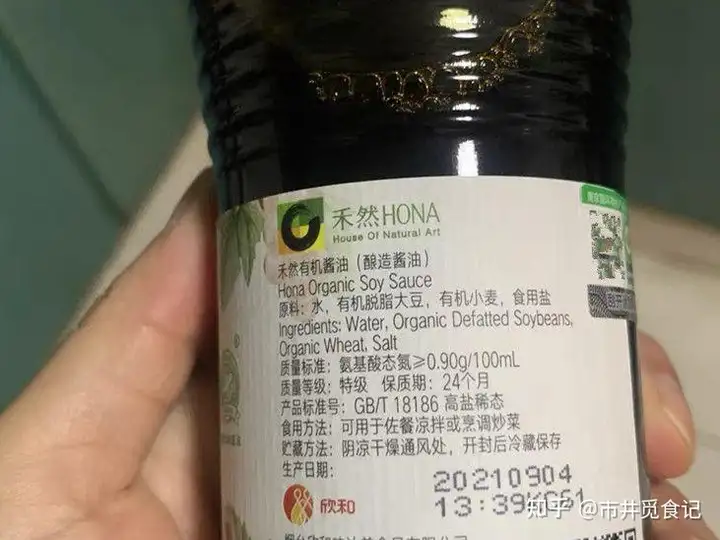 禾然HONA
House Of Natural Art
禾然有机酱油（酿造酱油）
Hona Organic Soy Sauce
原料：水，有机脱脂大豆，有机小麦，食用盐
Ingredients: Water, Organic Defatted Soybeans,
Organic Wheat, Salt
质量标准：氨基酸态氮≥0.90g/100mL
质量等级：特级 保质期：24个月
产品标准号：GB/T 18186 高盐稀态
食用方法：可用于佐餐凉拌或烹调炒菜
贮藏方法：阴凉干燥通风处，开封后冷藏保存
生产日期：
20210904
13:39
欣和
知乎 @市井觅食记